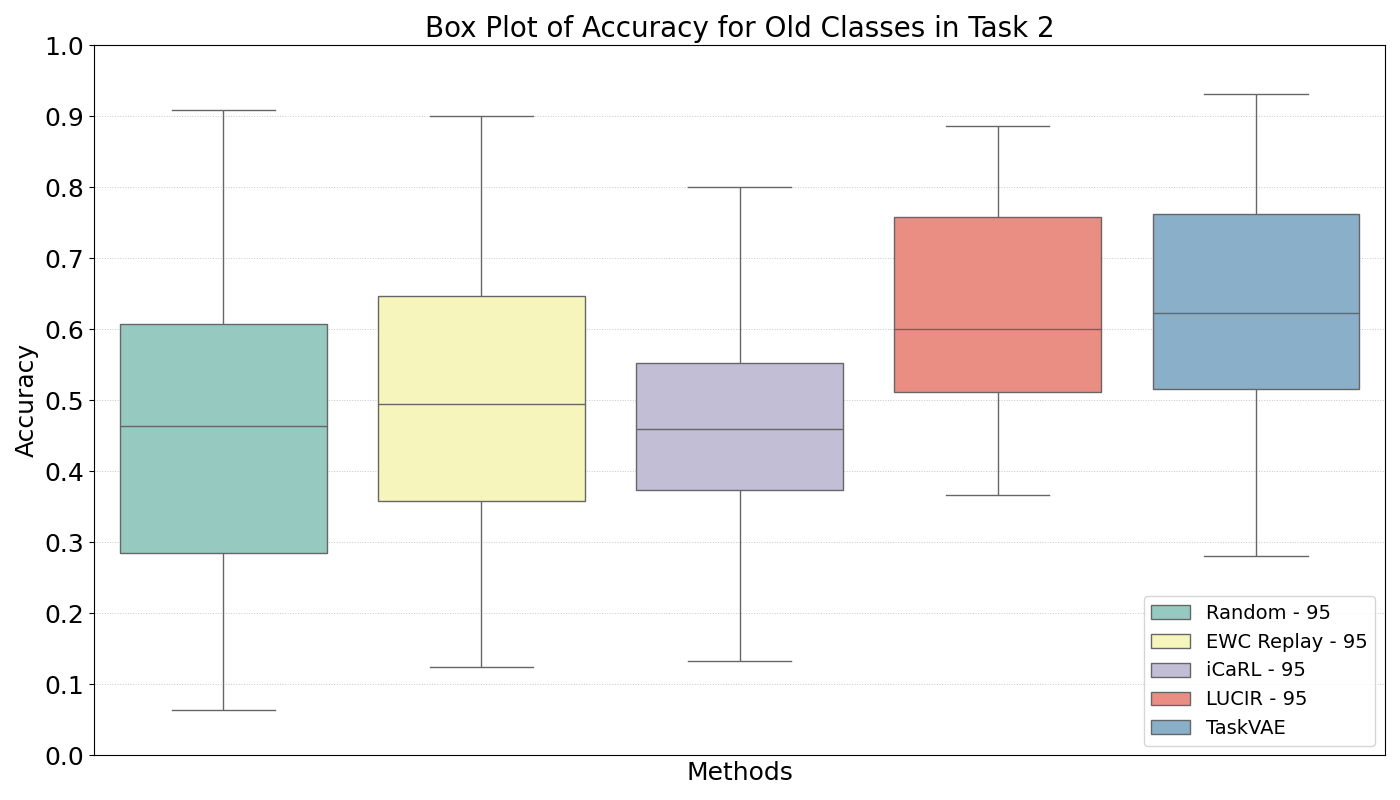 Box Plot of Accuracy for Old Classes in Task 2
1.0
0.9
0.8
0.7
0.6
0.5
0.4
0.3
0.2
0.1
0.0
Accuracy
Methods
Random - 95
EWC Replay - 95
iCaRL - 95
LUCIR - 95
TaskVAE